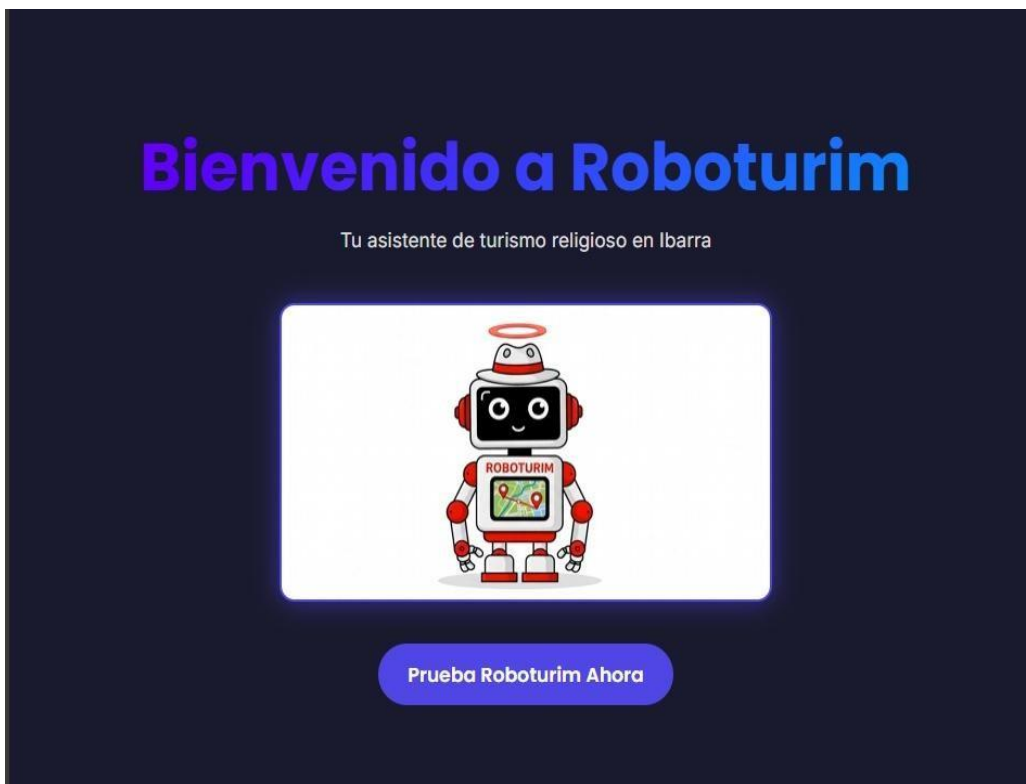 Bienvenido a Roboturim
Tu asistente de turismo religioso en Ibarra
ROBOTURIM
Prueba Roboturim Ahora